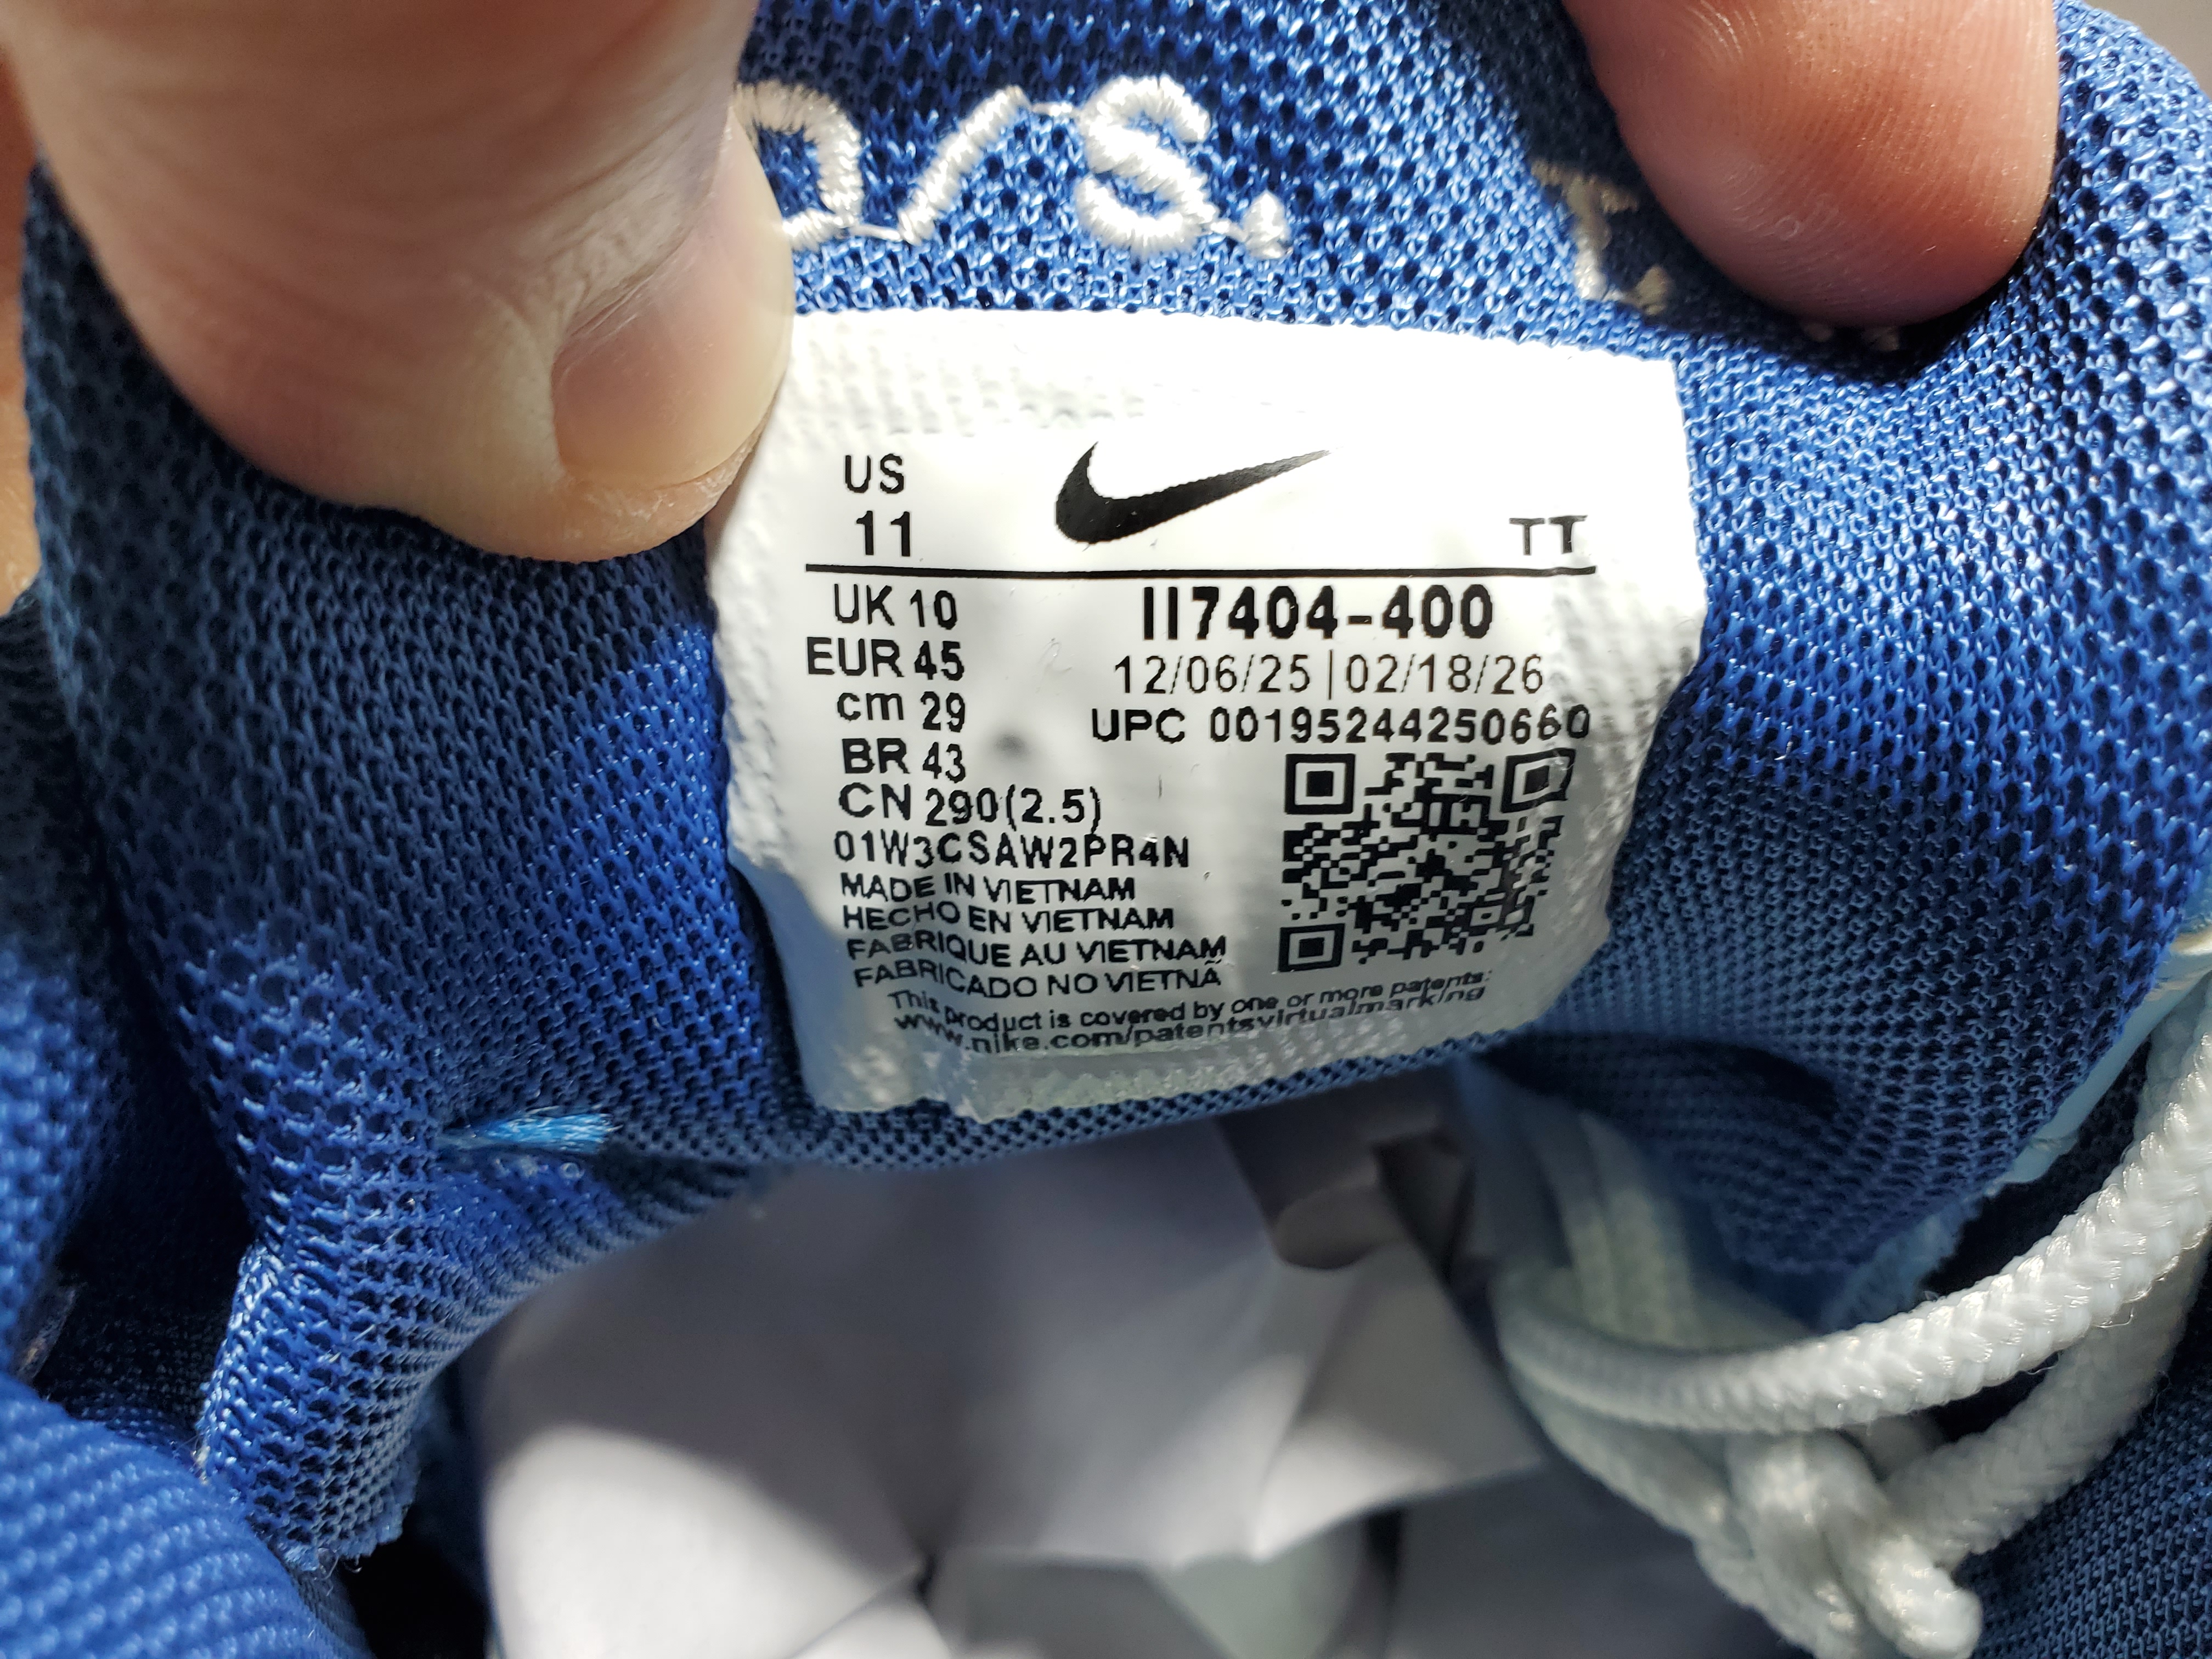 D/S.
US
11
TT
UK 10
EUR 45
cm 29
BR 43
CN 290(2.5)
II7404-400
12/06/25 | 02/18/26
UPC 00195244250660
01W3CSAW2PR4N
MADE IN VIETNAM
HECHO EN VIETNAM
FABRIQUE AU VIETNAM
FABRICADO NO VIETNÃ
This product is covered by one or more patents:
www.nike.com/patentsvirtualmarking